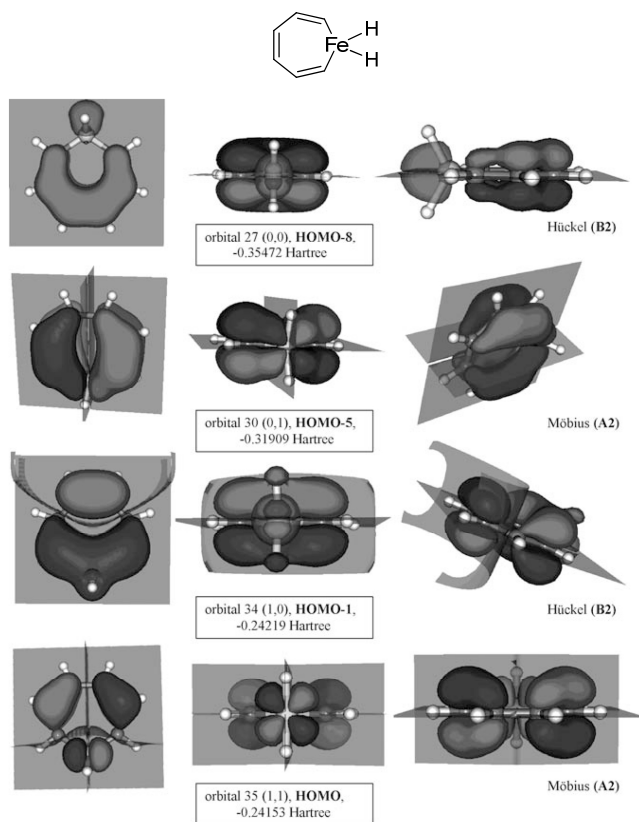 H
Fe
H
orbital 27 (0,0), HOMO-8,
-0.35472 Hartree
Hückel (B2)
orbital 30 (0,1), HOMO-5,
-0.31909 Hartree
Möbius (A2)
orbital 34 (1,0), HOMO-1,
-0.24219 Hartree
Hückel (B2)
orbital 35 (1,1), HOMO,
-0.24153 Hartree
Möbius (A2)